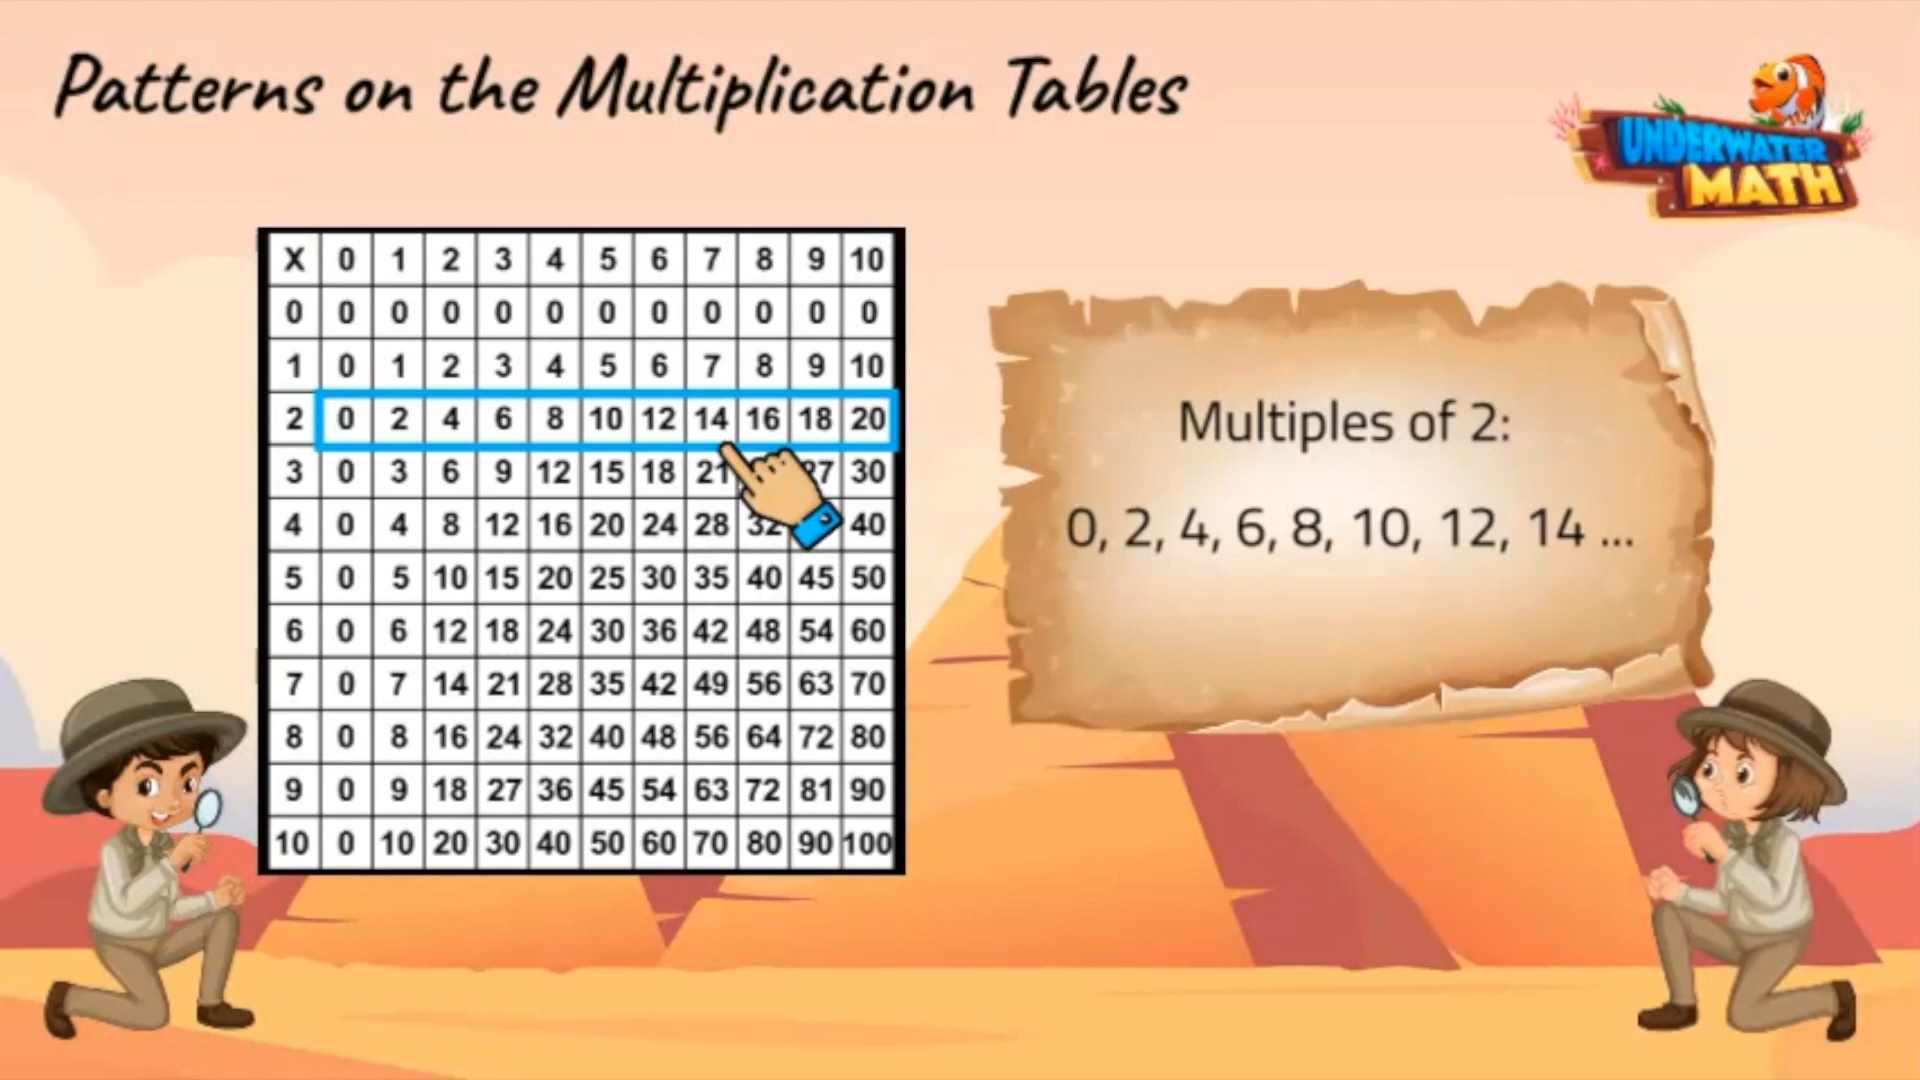 Patterns on the Multiplication Tables
UNDERWATER
MATH
X 0 1 2 3 4 5 6 7 8 9 10
0 0 0 0 0 0 0 0 0 0 0 0
1 0 1 2 3 4 5 6 7 8 9 10
2 0 2 4 6 8 10 12 14 16 18 20
3 0 3 6 9 12 15 18 21 30
4 0 4 8 12 16 20 24 28 32 40
5 0 5 10 15 20 25 30 35 40 45 50
6 0 6 12 18 24 30 36 42 48 54 60
7 0 7 14 21 28 35 42 49 56 63 70
8 0 8 16 24 32 40 48 56 64 72 80
9 0 9 18 27 36 45 54 63 72 81 90
10 0 10 20 30 40 50 60 70 80 90 100
Multiples of 2:
0, 2, 4, 6, 8, 10, 12, 14 ...